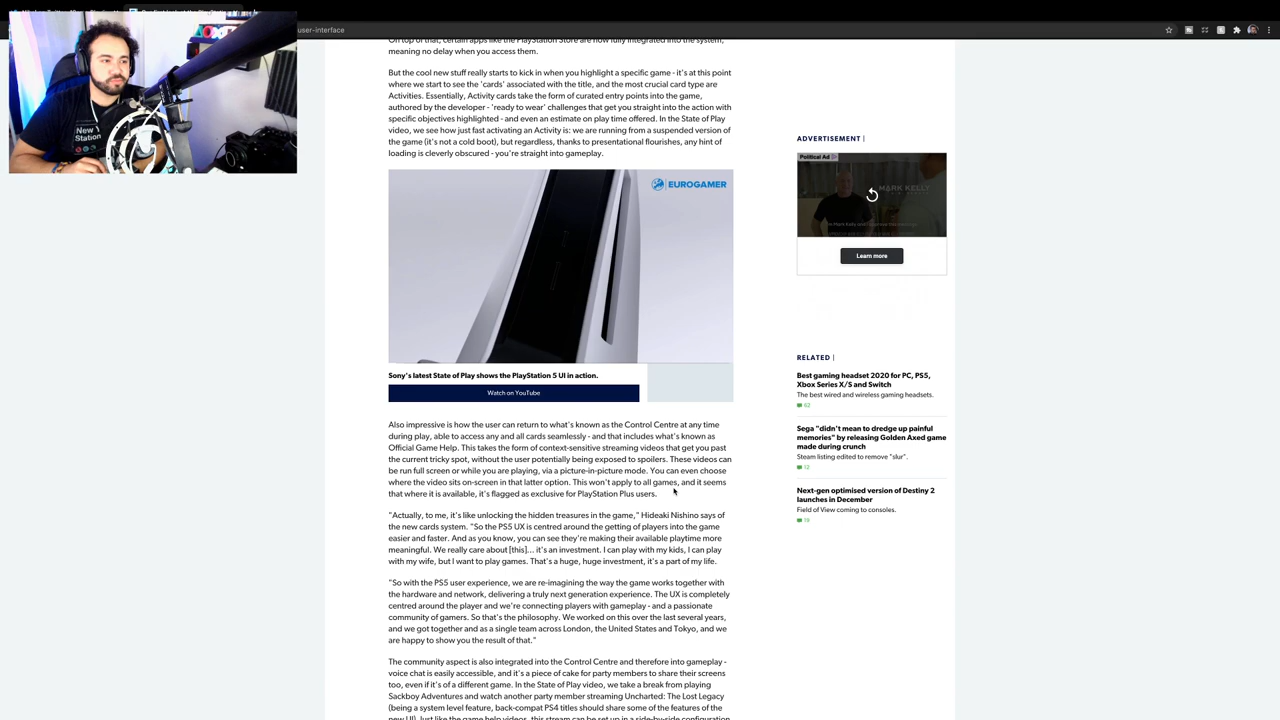 user-interface
On top of that, certain apps like the PlayStation Store are now fully integrated into the system,
meaning no delay when you access them.
But the cool new stuff really starts to kick in when you highlight a specific game - it's at this point
where we start to see the 'cards' associated with the title, and the most crucial card type are
Activities. Essentially, Activity cards take the form of curated entry points into the game,
authored by the developer - 'ready to wear' challenges that get you straight into the action with
specific objectives highlighted - and even an estimate on play time offered. In the State of Play
video, we see how just fast activating an Activity is: we are running from a suspended version of
the game (it's not a cold boot), but regardless, thanks to presentational flourishes, any hint of
loading is cleverly obscured - you're straight into gameplay.
New
Station
EUROGAMER
Sony's latest State of Play shows the PlayStation 5 UI in action.
Watch on YouTube
Also impressive is how the user can return to what's known as the Control Centre at any time
during play, able to access any and all cards seamlessly - and that includes what's known as
Official Game Help. This takes the form of context-sensitive streaming videos that get you past
the current tricky spot, without the user potentially being exposed to spoilers. These videos can
be run full screen or while you are playing, via a picture-in-picture mode. You can even choose
where the video sits on-screen in that latter option. This won't apply to all games, and it seems
that where it is available, it's flagged as exclusive for PlayStation Plus users.
"Actually, to me, it's like unlocking the hidden treasures in the game," Hideaki Nishino says of
the new cards system. "So the PS5 UX is centred around the getting of players into the game
easier and faster. And as you know, you can see they're making their available playtime more
meaningful. We really care about [this]... it's an investment. I can play with my kids, I can play
with my wife, but I want to play games. That's a huge, huge investment, it's a part of my life.
"So with the PS5 user experience, we are re-imagining the way the game works together with
the hardware and network, delivering a truly next generation experience. The UX is completely
centred around the player and we're connecting players with gameplay - and a passionate
community of gamers. So that's the philosophy. We worked on this over the last several years,
and we got together and as a single team across London, the United States and Tokyo, and we
are happy to show you the result of that."
The community aspect is also integrated into the Control Centre and therefore into gameplay -
voice chat is easily accessible, and it's a piece of cake for party members to share their screens
too, even if it's of a different game. In the State of Play video, we take a break from playing
Sackboy Adventures and watch another party member streaming Uncharted: The Lost Legacy
(being a system level feature, back-compat PS4 titles should share some of the features of the
new UI). Just like the game help videos, this stream can be set up in a side-by-side configuration
ADVERTISEMENT |
Political Ad
MARK KELLY
Learn more
RELATED |
Best gaming headset 2020 for PC, PS5,
Xbox Series X/S and Switch
The best wired and wireless gaming headsets.
62
Sega "didn't mean to dredge up painful
memories" by releasing Golden Axed game
made during crunch
Steam listing edited to remove "slur".
12
Next-gen optimised version of Destiny 2
launches in December
Field of View coming to consoles.
19